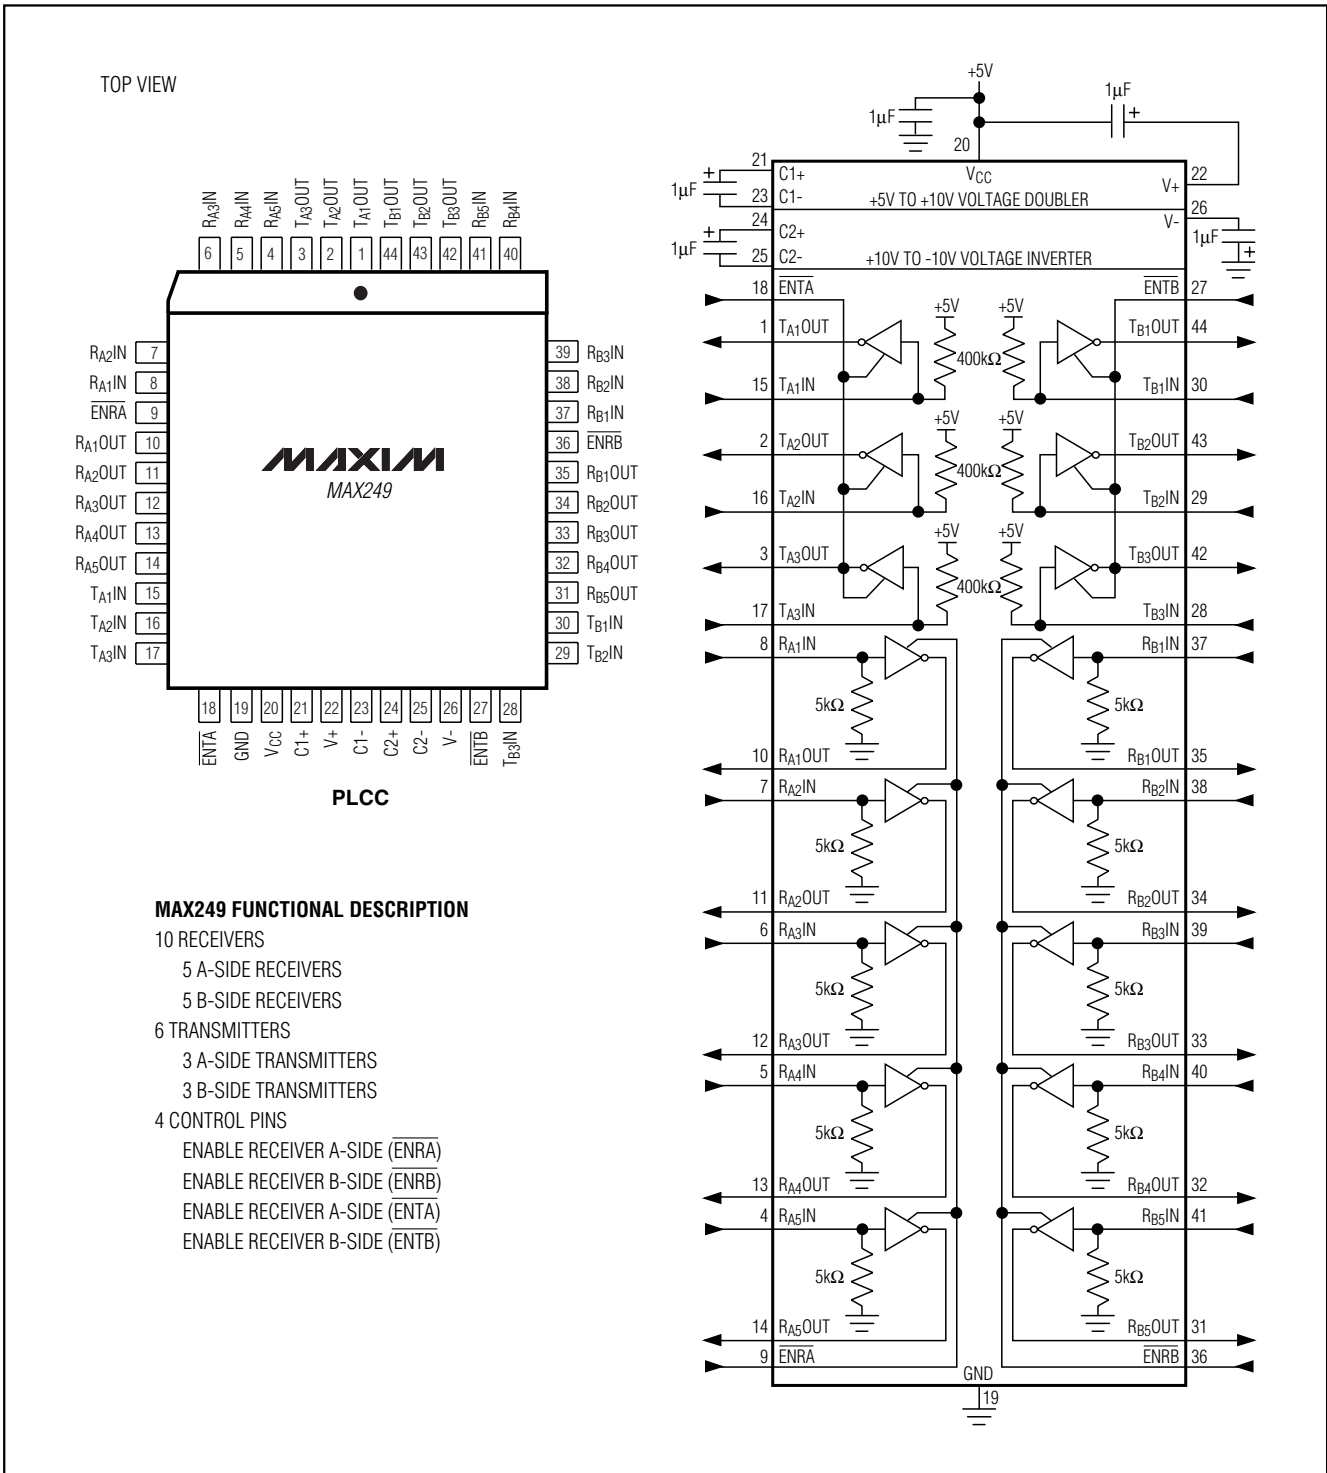 TOP VIEW
RA3IN
RA4IN
RA5IN
TA3OUT
TA2OUT
TA1OUT
TB1OUT
TB2OUT
TB3OUT
RB5IN
RB4IN
6 5 4 3 2 1 44 43 42 41 40
RA2IN 7
RA1IN 8
ENRA 9
RA1OUT 10
RA2OUT 11
RA3OUT 12
RA4OUT 13
RA5OUT 14
TA1IN 15
TA2IN 16
TA3IN 17
MAXIM
MAX249
39 RB3IN
38 RB2IN
37 RB1IN
36 ENRB
35 RB1OUT
34 RB2OUT
33 RB3OUT
32 RB4OUT
31 RB5OUT
30 TB1IN
29 TB2IN
18 19 20 21 22 23 24 25 26 27 28
ENTA
GND
VCC
C1+
V+
C1-
C2+
C2-
V-
ENTB
TB3IN
PLCC
MAX249 FUNCTIONAL DESCRIPTION
10 RECEIVERS
5 A-SIDE RECEIVERS
5 B-SIDE RECEIVERS
6 TRANSMITTERS
3 A-SIDE TRANSMITTERS
3 B-SIDE TRANSMITTERS
4 CONTROL PINS
ENABLE RECEIVER A-SIDE (ENRA)
ENABLE RECEIVER B-SIDE (ENRB)
ENABLE RECEIVER A-SIDE (ENTA)
ENABLE RECEIVER B-SIDE (ENTB)
+5V
1µF
1µF +
20
VCC
21 C1+
+
1µF
23 C1-
+5V TO +10V VOLTAGE DOUBLER
V+ 22
24 C2+
+
1µF
25 C2-
+10V TO -10V VOLTAGE INVERTER
V- 26
1µF
+
18 ENTA
ENTB 27
+5V +5V
1 TA1OUT
TB1OUT 44
400kΩ
15 TA1IN
TB1IN 30
+5V +5V
2 TA2OUT
TB2OUT 43
400kΩ
16 TA2IN
TB2IN 29
+5V +5V
3 TA3OUT
TB3OUT 42
400kΩ
17 TA3IN
TB3IN 28
8 RA1IN
RB1IN 37
5kΩ 5kΩ
10 RA1OUT
RB1OUT 35
7 RA2IN
RB2IN 38
5kΩ 5kΩ
11 RA2OUT
RB2OUT 34
6 RA3IN
RB3IN 39
5kΩ 5kΩ
12 RA3OUT
RB3OUT 33
5 RA4IN
RB4IN 40
5kΩ 5kΩ
13 RA4OUT
RB4OUT 32
4 RA5IN
RB5IN 41
5kΩ 5kΩ
14 RA5OUT
RB5OUT 31
9 ENRA
ENRB 36
GND
19